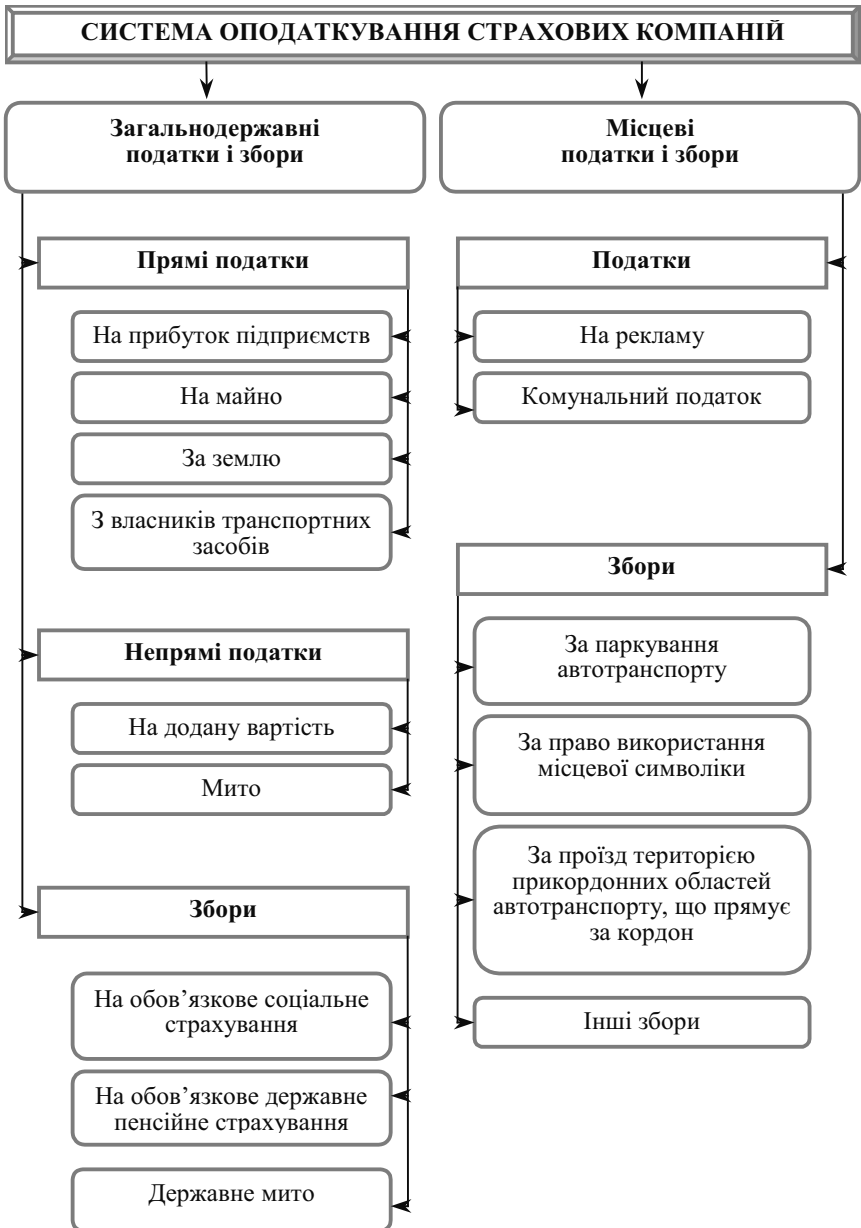 СИСТЕМА ОПОДАТКУВАННЯ СТРАХОВИХ КОМПАНІЙ
Загальнодержавні
податки і збори
Прямі податки
На прибуток підприємств
На майно
За землю
З власників транспортних
засобів
Непрямі податки
На додану вартість
Мито
Збори
На обов’язкове соціальне
страхування
На обов’язкове державне
пенсійне страхування
Державне мито
Місцеві
податки і збори
Податки
На рекламу
Комунальний податок
Збори
За паркування
автотранспорту
За право використання
місцевої символіки
За проїзд територією
прикордонних областей
автотранспорту, що прямує
за кордон
Інші збори